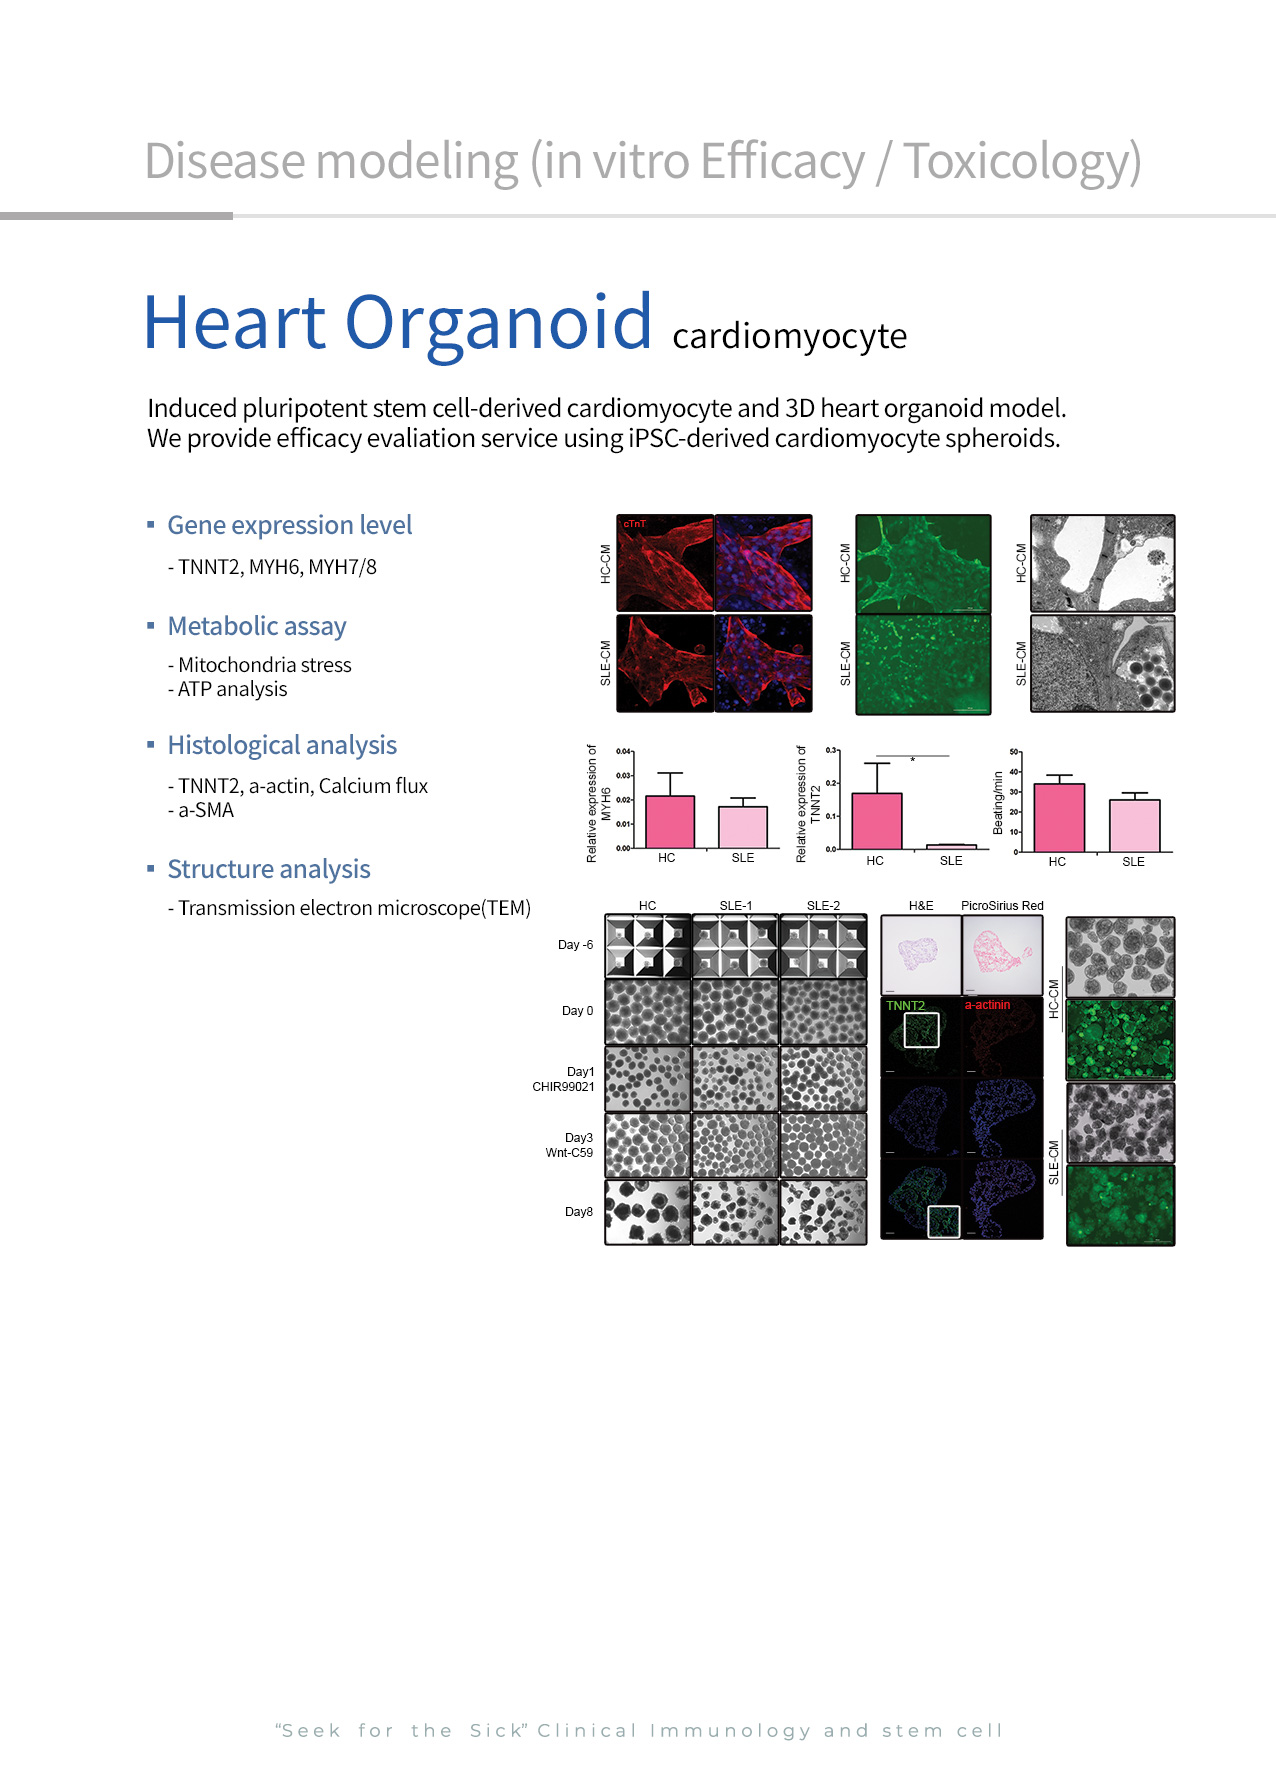 Disease modeling (in vitro Efficacy / Toxicology)
Heart Organoid cardiomyocyte
Induced pluripotent stem cell-derived cardiomyocyte and 3D heart organoid model.
We provide efficacy evaliation service using iPSC-derived cardiomyocyte spheroids.
▪ Gene expression level
- TNNT2, MYH6, MYH7/8
▪ Metabolic assay
- Mitochondria stress
- ATP analysis
▪ Histological analysis
- TNNT2, a-actin, Calcium flux
- a-SMA
▪ Structure analysis
- Transmission electron microscope(TEM)
cTnT
HC-CM
SLE-CM
HC-CM
SLE-CM
HC-CM
SLE-CM
Relative expression of
MYH6
0.04
0.03
0.02
0.01
0.00
HC SLE
Relative expression of
TNNT2
0.3
0.2
0.1
0.0
*
HC SLE
Beating/min
50
40
30
20
10
0
HC SLE
HC SLE-1 SLE-2
Day -6
Day 0
Day1
CHIR99021
Day3
Wnt-C59
Day8
H&E PicroSirius Red
TNNT2 a-actinin
HC-CM
SLE-CM
“Seek for the Sick” Clinical Immunology and stem cell